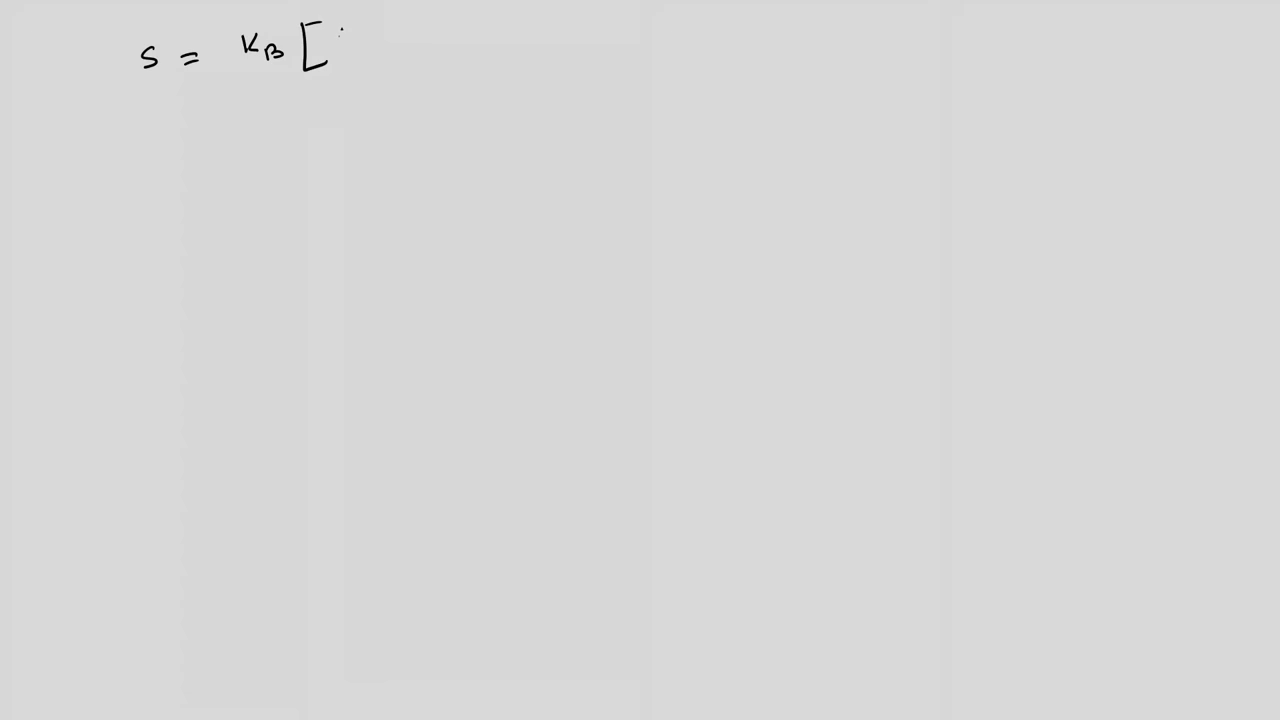 S = K_B [